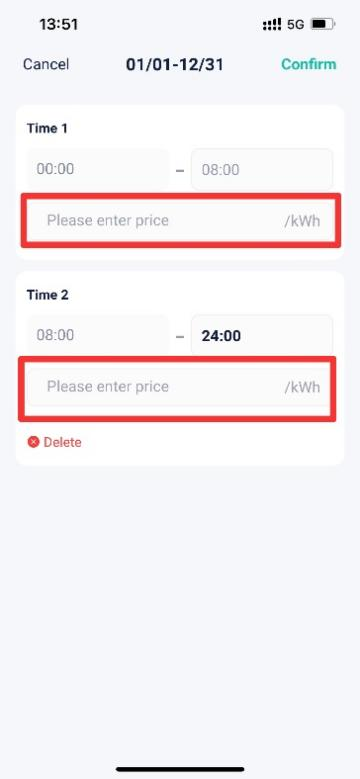 13:51 5G
Cancel 01/01-12/31 Confirm
Time 1
00:00 – 08:00
Please enter price /kWh
Time 2
08:00 – 24:00
Please enter price /kWh
Delete